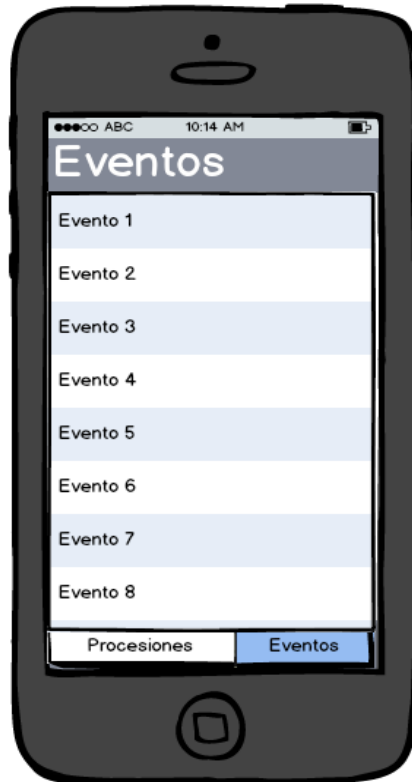 ABC 10:14 AM
Eventos
Evento 1
Evento 2
Evento 3
Evento 4
Evento 5
Evento 6
Evento 7
Evento 8
Procesiones Eventos